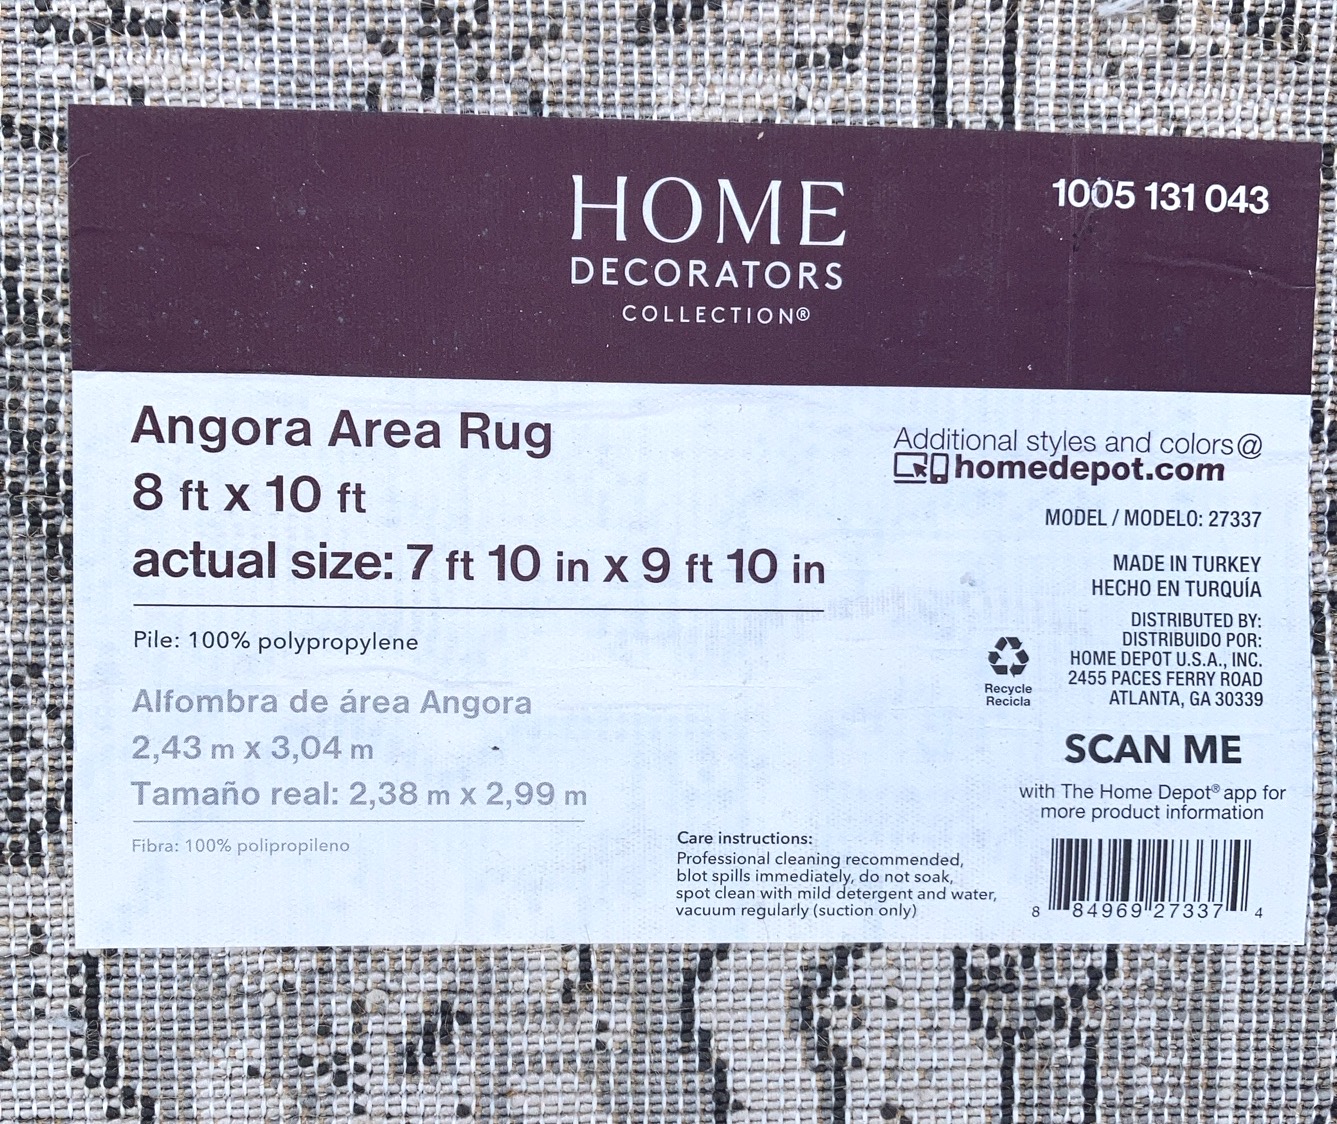 HOME
DECORATORS
COLLECTION®
1005 131 043
Angora Area Rug
8 ft x 10 ft
actual size: 7 ft 10 in x 9 ft 10 in
Pile: 100% polypropylene
Alfombra de área Angora
2,43 m x 3,04 m
Tamaño real: 2,38 m x 2,99 m
Fibra: 100% polipropileno
Care instructions:
Professional cleaning recommended,
blot spills immediately, do not soak,
spot clean with mild detergent and water,
vacuum regularly (suction only)
Additional styles and colors@
homedepot.com
MODEL / MODELO: 27337
MADE IN TURKEY
HECHO EN TURQUÍA
DISTRIBUTED BY:
DISTRIBUIDO POR:
HOME DEPOT U.S.A., INC.
2455 PACES FERRY ROAD
ATLANTA, GA 30339
Recycle
Recicla
SCAN ME
with The Home Depot® app for
more product information
8 84969 27337 4